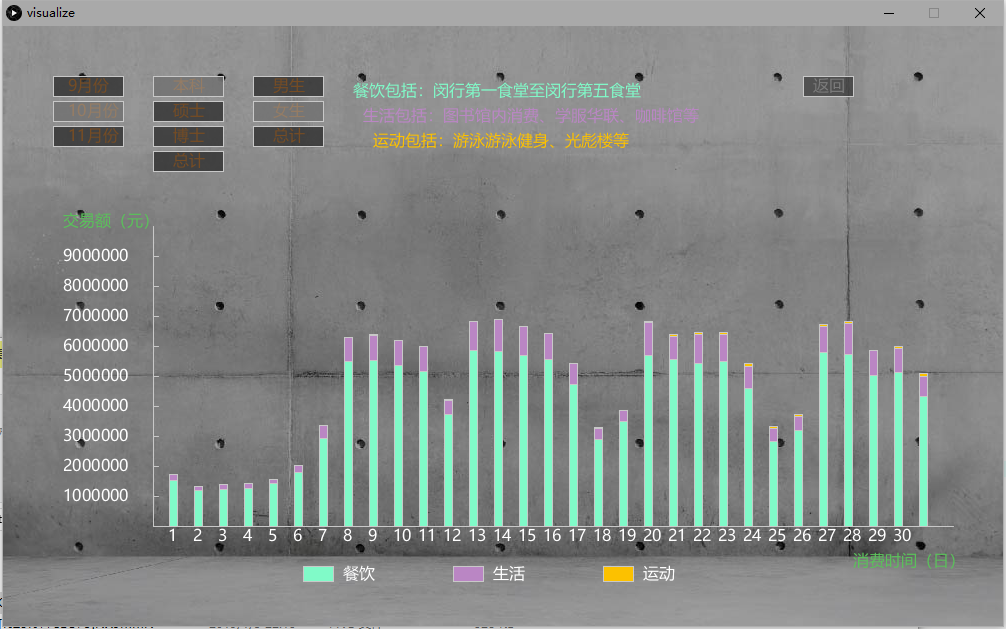 visualize
9月份 本科 男生
10月份 硕士 女生
11月份 博士 总计
总计
餐饮包括：闵行第一食堂至闵行第五食堂
生活包括：图书馆内消费、学服华联、咖啡馆等
运动包括：游泳游泳健身、光彪楼等
返回
交易额（元）
9000000
8000000
7000000
6000000
5000000
4000000
3000000
2000000
1000000
1 2 3 4 5 6 7 8 9 10 11 12 13 14 15 16 17 18 19 20 21 22 23 24 25 26 27 28 29 30
消费时间（日）
餐饮 生活 运动